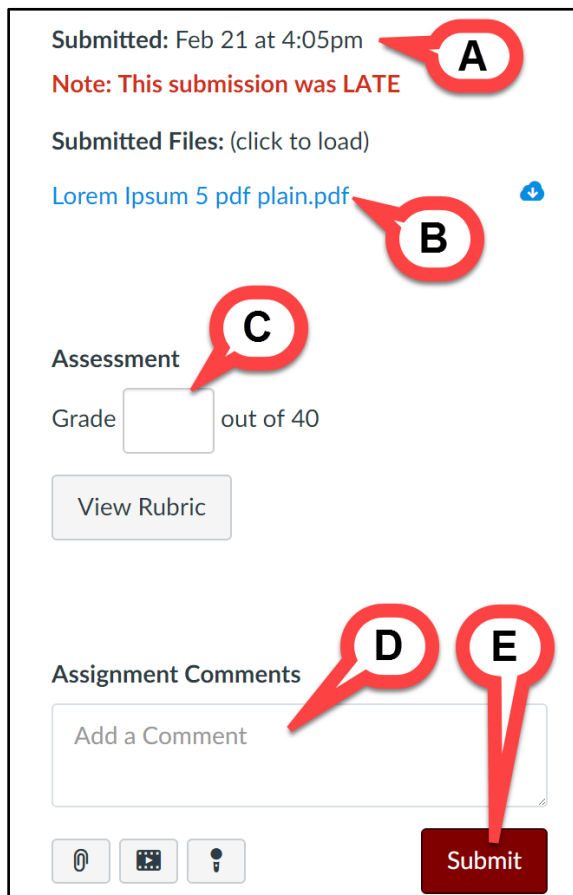 Submitted: Feb 21 at 4:05pm
A
Note: This submission was LATE
Submitted Files: (click to load)
Lorem Ipsum 5 pdf plain.pdf
B
C
Assessment
Grade out of 40
View Rubric
D
E
Assignment Comments
Add a Comment
Submit